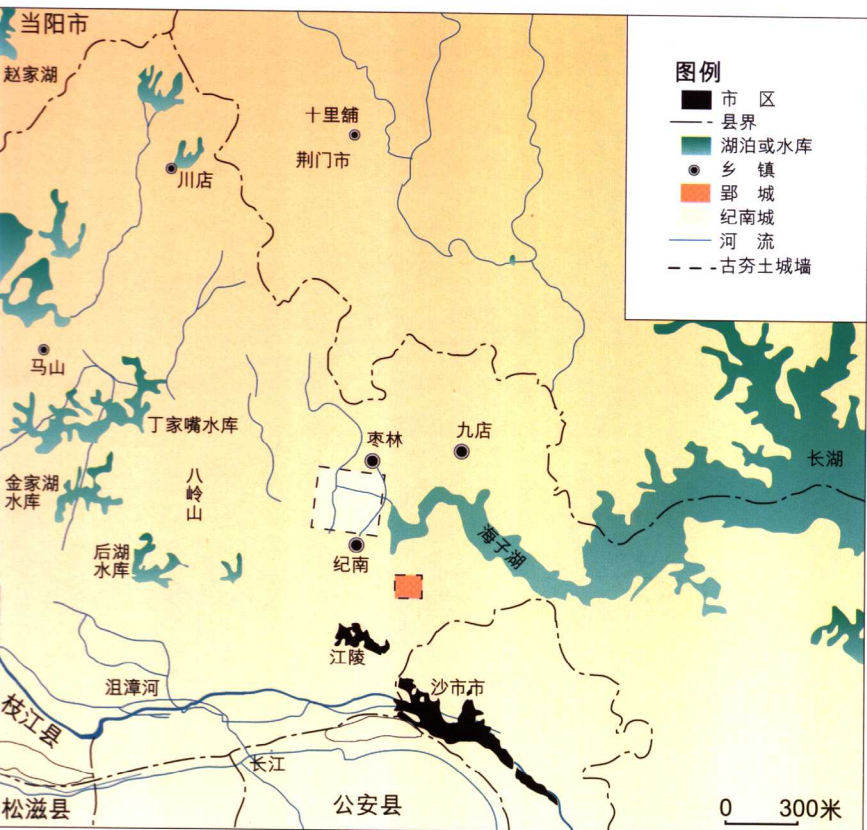 当阳市
赵家湖
十里舖
荆门市
川店
马山
丁家嘴水库
枣林
九店
八岭山
金家湖
水库
后湖
水库
纪南
海子湖
长湖
江陵
沮漳河
沙市市
枝江县
长江
松滋县
公安县
图例
市 区
县界
湖泊或水库
乡 镇
郢 城
纪南城
河 流
古夯土城墙
0 300米